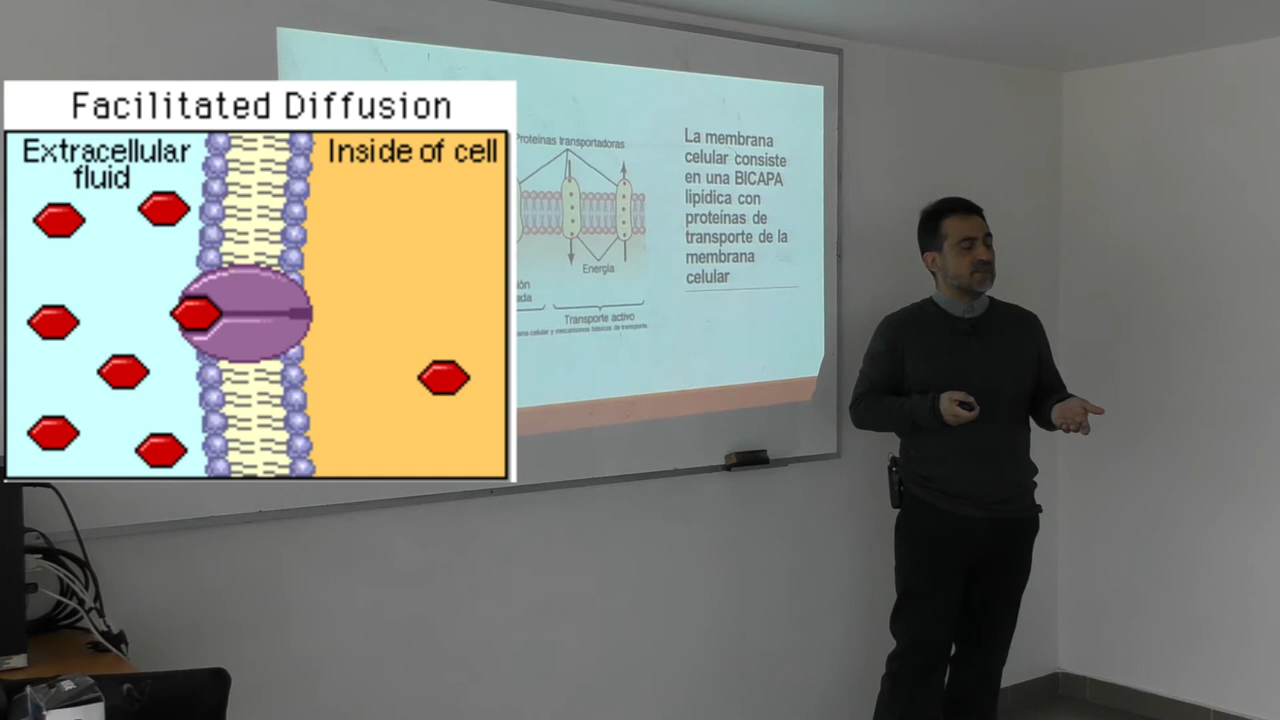 Facilitated Diffusion
Extracellular
fluid
Inside of cell
Proteínas transportadoras
Energía
Transporte activo
La membrana
celular consiste
en una BICAPA
lipídica con
proteínas de
transporte de la
membrana
celular